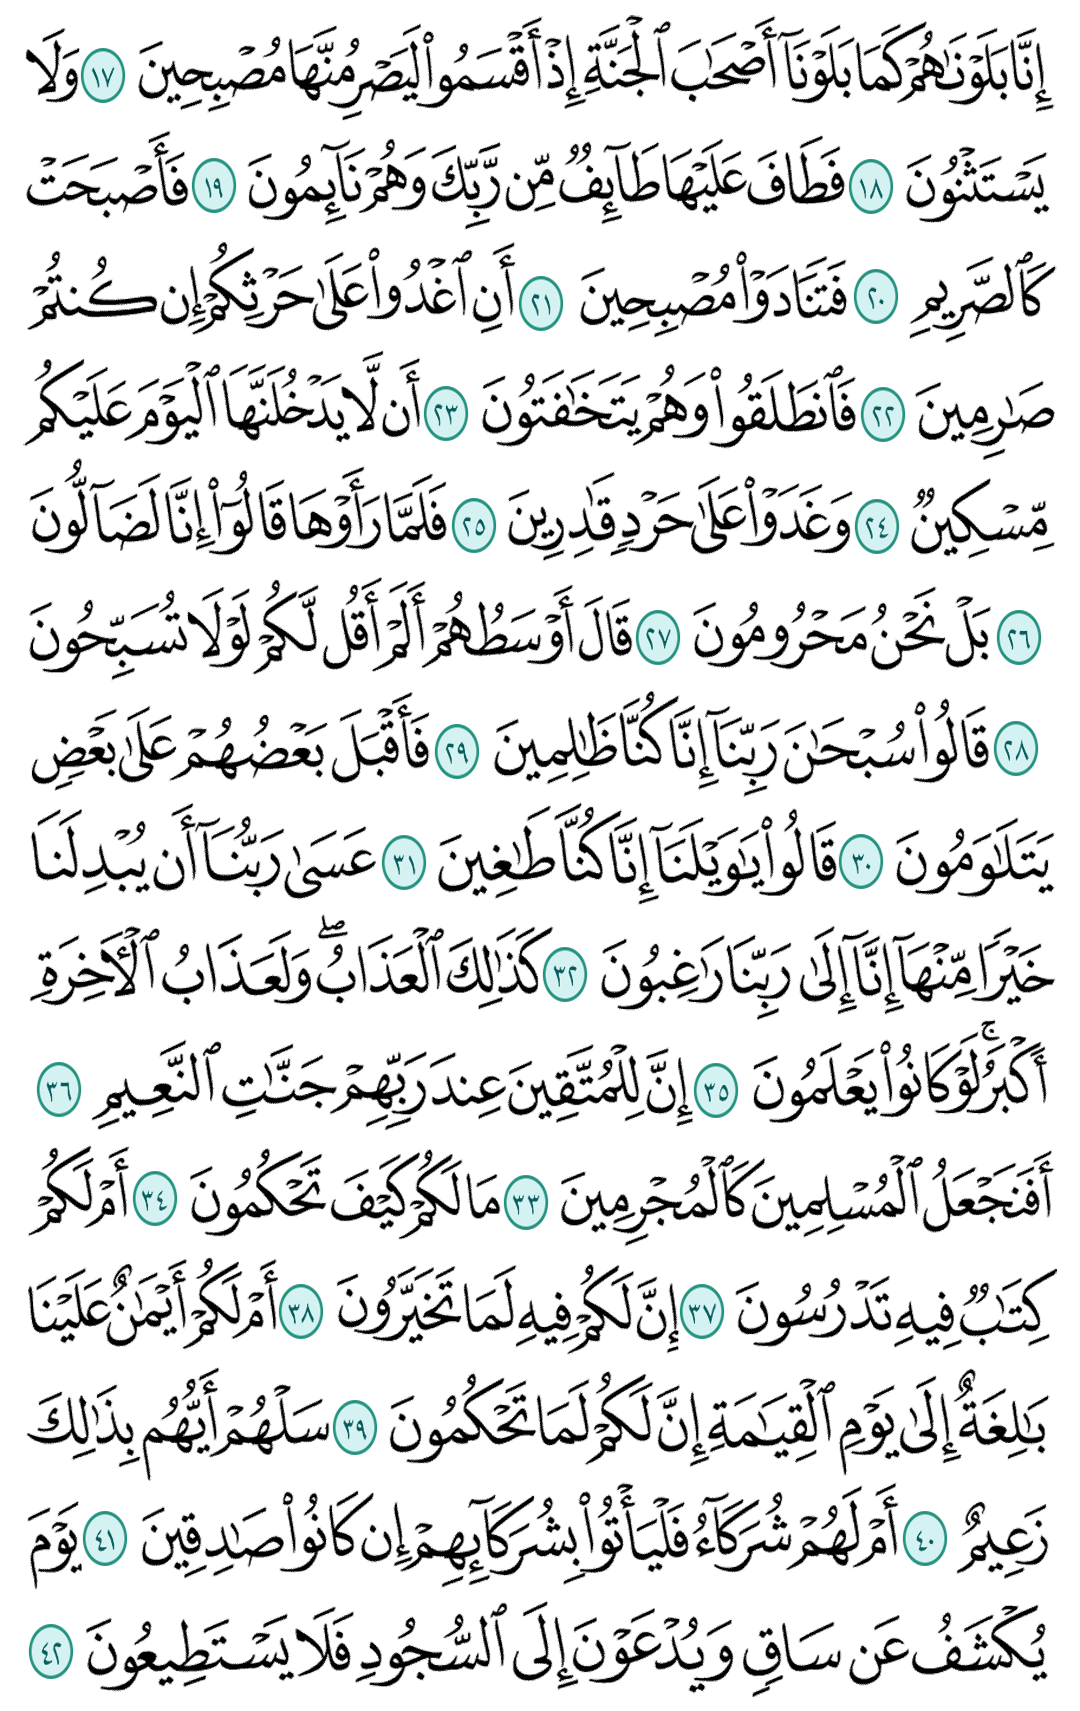 إِنَّا بَلَوْنَٰهُمْ كَمَا بَلَوْنَآ أَصْحَٰبَ ٱلْجَنَّةِ إِذْ أَقْسَمُوا۟ لَيَصْرِمُنَّهَا مُصْبِحِينَ ١٧ وَلَا
يَسْتَثْنُونَ ١٨ فَطَافَ عَلَيْهَا طَآئِفٌ مِّن رَّبِّكَ وَهُمْ نَآئِمُونَ ١٩ فَأَصْبَحَتْ
كَٱلصَّرِيمِ ٢٠ فَتَنَادَوْا۟ مُصْبِحِينَ ٢١ أَنِ ٱغْدُوا۟ عَلَىٰ حَرْثِكُمْ إِن كُنتُمْ
صَٰرِمِينَ ٢٢ فَٱنطَلَقُوا۟ وَهُمْ يَتَخَٰفَتُونَ ٢٣ أَن لَّا يَدْخُلَنَّهَا ٱلْيَوْمَ عَلَيْكُم
مِّسْكِينٌ ٢٤ وَغَدَوْا۟ عَلَىٰ حَرْدٍ قَٰدِرِينَ ٢٥ فَلَمَّا رَأَوْهَا قَالُوٓا۟ إِنَّا لَضَآلُّونَ
٢٦ بَلْ نَحْنُ مَحْرُومُونَ ٢٧ قَالَ أَوْسَطُهُمْ أَلَمْ أَقُل لَّكُمْ لَوْلَا تُسَبِّحُونَ
٢٨ قَالُوا۟ سُبْحَٰنَ رَبِّنَآ إِنَّا كُنَّا ظَٰلِمِينَ ٢٩ فَأَقْبَلَ بَعْضُهُمْ عَلَىٰ بَعْضٍ
يَتَلَٰوَمُونَ ٣٠ قَالُوا۟ يَٰوَيْلَنَآ إِنَّا كُنَّا طَٰغِينَ ٣١ عَسَىٰ رَبُّنَآ أَن يُبْدِلَنَا
خَيْرًا مِّنْهَآ إِنَّآ إِلَىٰ رَبِّنَا رَٰغِبُونَ ٣٢ كَذَٰلِكَ ٱلْعَذَابُ ۖ وَلَعَذَابُ ٱلْـَٔاخِرَةِ
أَكْبَرُ ۚ لَوْ كَانُوا۟ يَعْلَمُونَ ٣٥ إِنَّ لِلْمُتَّقِينَ عِندَ رَبِّهِمْ جَنَّٰتِ ٱلنَّعِيمِ ٣٦
أَفَنَجْعَلُ ٱلْمُسْلِمِينَ كَٱلْمُجْرِمِينَ ٣٣ مَا لَكُمْ كَيْفَ تَحْكُمُونَ ٣٤ أَمْ لَكُمْ
كِتَٰبٌ فِيهِ تَدْرُسُونَ ٣٧ إِنَّ لَكُمْ فِيهِ لَمَا تَخَيَّرُونَ ٣٨ أَمْ لَكُمْ أَيْمَٰنٌ عَلَيْنَا
بَٰلِغَةٌ إِلَىٰ يَوْمِ ٱلْقِيَٰمَةِ إِنَّ لَكُمْ لَمَا تَحْكُمُونَ ٣٩ سَلْهُمْ أَيُّهُم بِذَٰلِكَ
زَعِيمٌ ٤٠ أَمْ لَهُمْ شُرَكَآءُ فَلْيَأْتُوا۟ بِشُرَكَآئِهِمْ إِن كَانُوا۟ صَٰدِقِينَ ٤١ يَوْمَ
يُكْشَفُ عَن سَاقٍ وَيُدْعَوْنَ إِلَى ٱلسُّجُودِ فَلَا يَسْتَطِيعُونَ ٤٢